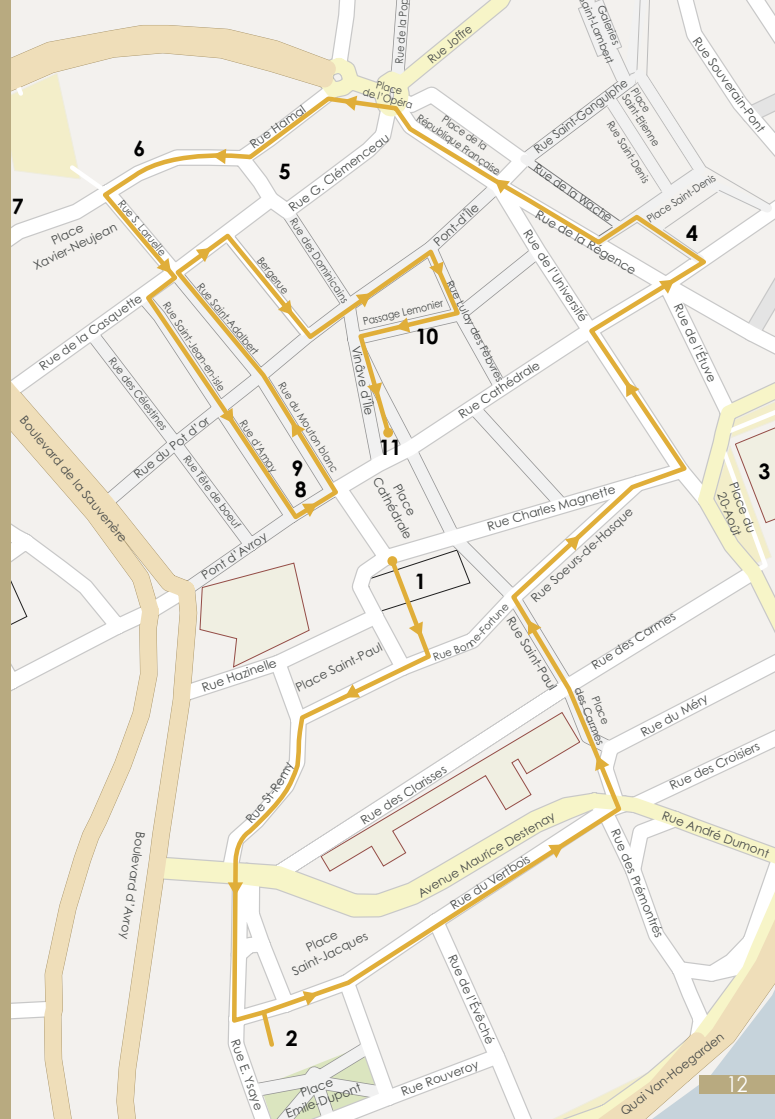 Rue de la Pop
Rue Joffre
Galeries
Saint-Lambert
Rue Souverain-Pont
Place
de l'Opéra
Rue Saint-Gangulphe
Place
Saint-Etienne
Rue Hamal
Place de la
République Française
Rue Saint-Denis
6
5
Rue G. Clémenceau
Rue de la Wache
Place Saint-Denis
7
Place
Xavier-Neujean
Rue S. Laruelle
Rue des Dominicains
Pont-d'Ile
Rue de la Régence
4
Rue de l'Université
Bergerue
Rue Saint-Adalbert
Passage Lemonier
Rue Lulay des Fèbvres
10
Rue de la Casquette
Rue Saint-Jean-en-isle
Rue de l'Étuve
Rue des Célestines
Vinâve d'Ile
Rue Cathédrale
Rue du Mouton blanc
Rue du Pot d'or
Rue d'Amay
11
Boulevard de la Sauvenère
Rue Tête de boeuf
9
8
3
Place
Cathédrale
Place du
20-Août
Rue Charles Magnette
Pont d'Avroy
Rue Soeurs-de-Hasque
1
Rue Bonne-Fortune
Rue Saint-Paul
Rue des Carmes
Place Saint-Paul
Rue Hazinelle
Place
des Carmes
Rue du Méry
Rue St-Remy
Rue des Clarisses
Rue des Croisiers
Avenue Maurice Destenay
Rue André Dumont
Boulevard d'Avroy
Rue du Vertbois
Rue des Prémontrés
Place
Saint-Jacques
Rue de l'Évêché
2
Rue E. Ysaye
Place
Emile-Dupont
Rue Rouveroy
Quai Van-Hoegarden
12